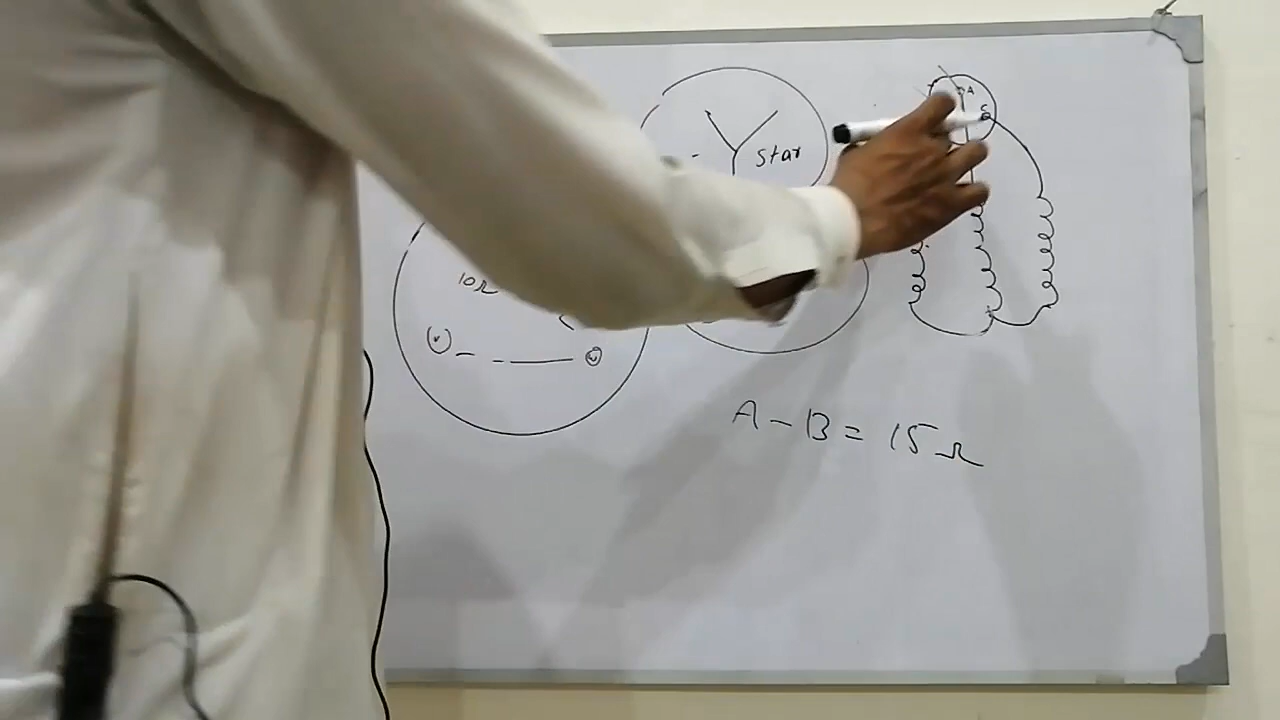 Star
A
C
10Ω
V
V
A - B = 15Ω